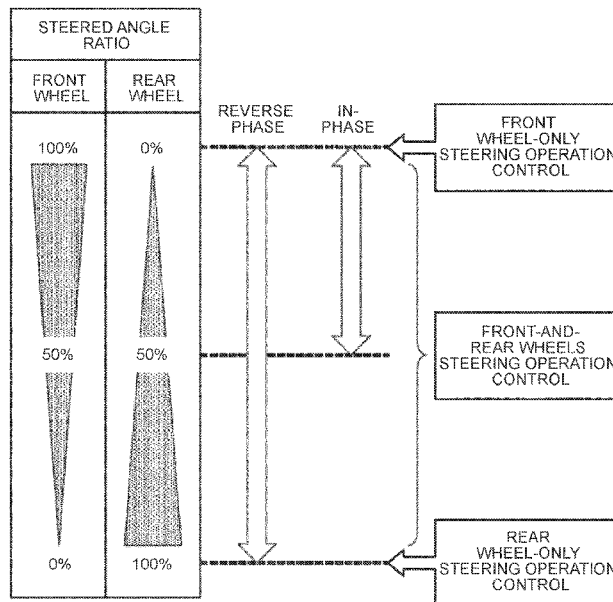 STEERED ANGLE
RATIO
FRONT
WHEEL
REAR
WHEEL
100%
0%
50%
50%
0%
100%
REVERSE
PHASE
IN-
PHASE
FRONT
WHEEL-ONLY
STEERING OPERATION
CONTROL
FRONT-AND-
REAR WHEELS
STEERING OPERATION
CONTROL
REAR
WHEEL-ONLY
STEERING OPERATION
CONTROL